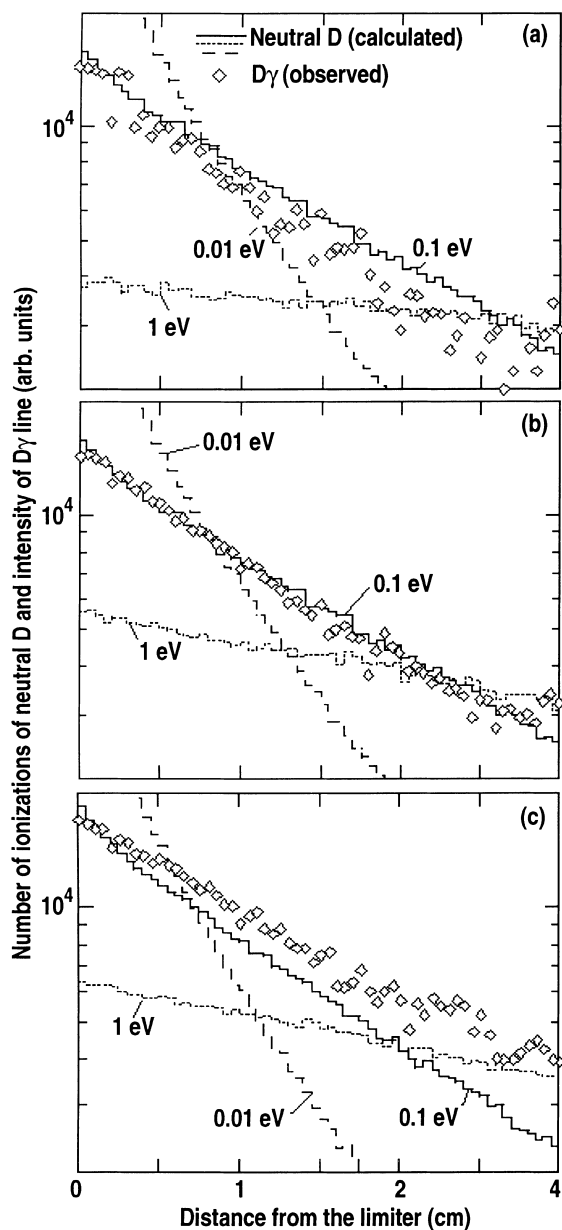 Number of ionizations of neutral D and intensity of Dγ line (arb. units)
Neutral D (calculated)
Dγ (observed)
(a)
10⁴
0.01 eV
0.1 eV
1 eV
(b)
0.01 eV
10⁴
0.1 eV
1 eV
(c)
10⁴
1 eV
0.01 eV
0.1 eV
0 1 2 4
Distance from the limiter (cm)